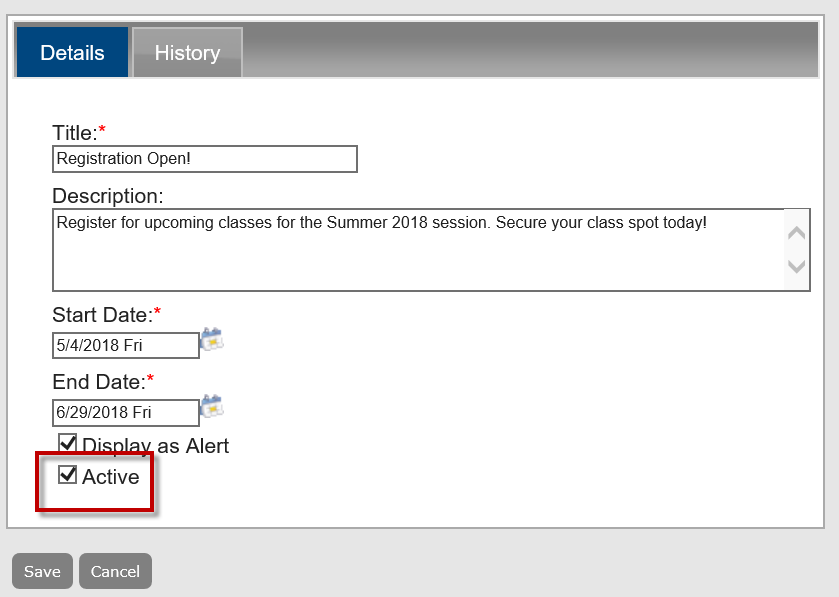 Details
History
Title:*
Registration Open!
Description:
Register for upcoming classes for the Summer 2018 session. Secure your class spot today!
Start Date:*
5/4/2018 Fri
End Date:*
6/29/2018 Fri
Display as Alert
Active
Save
Cancel